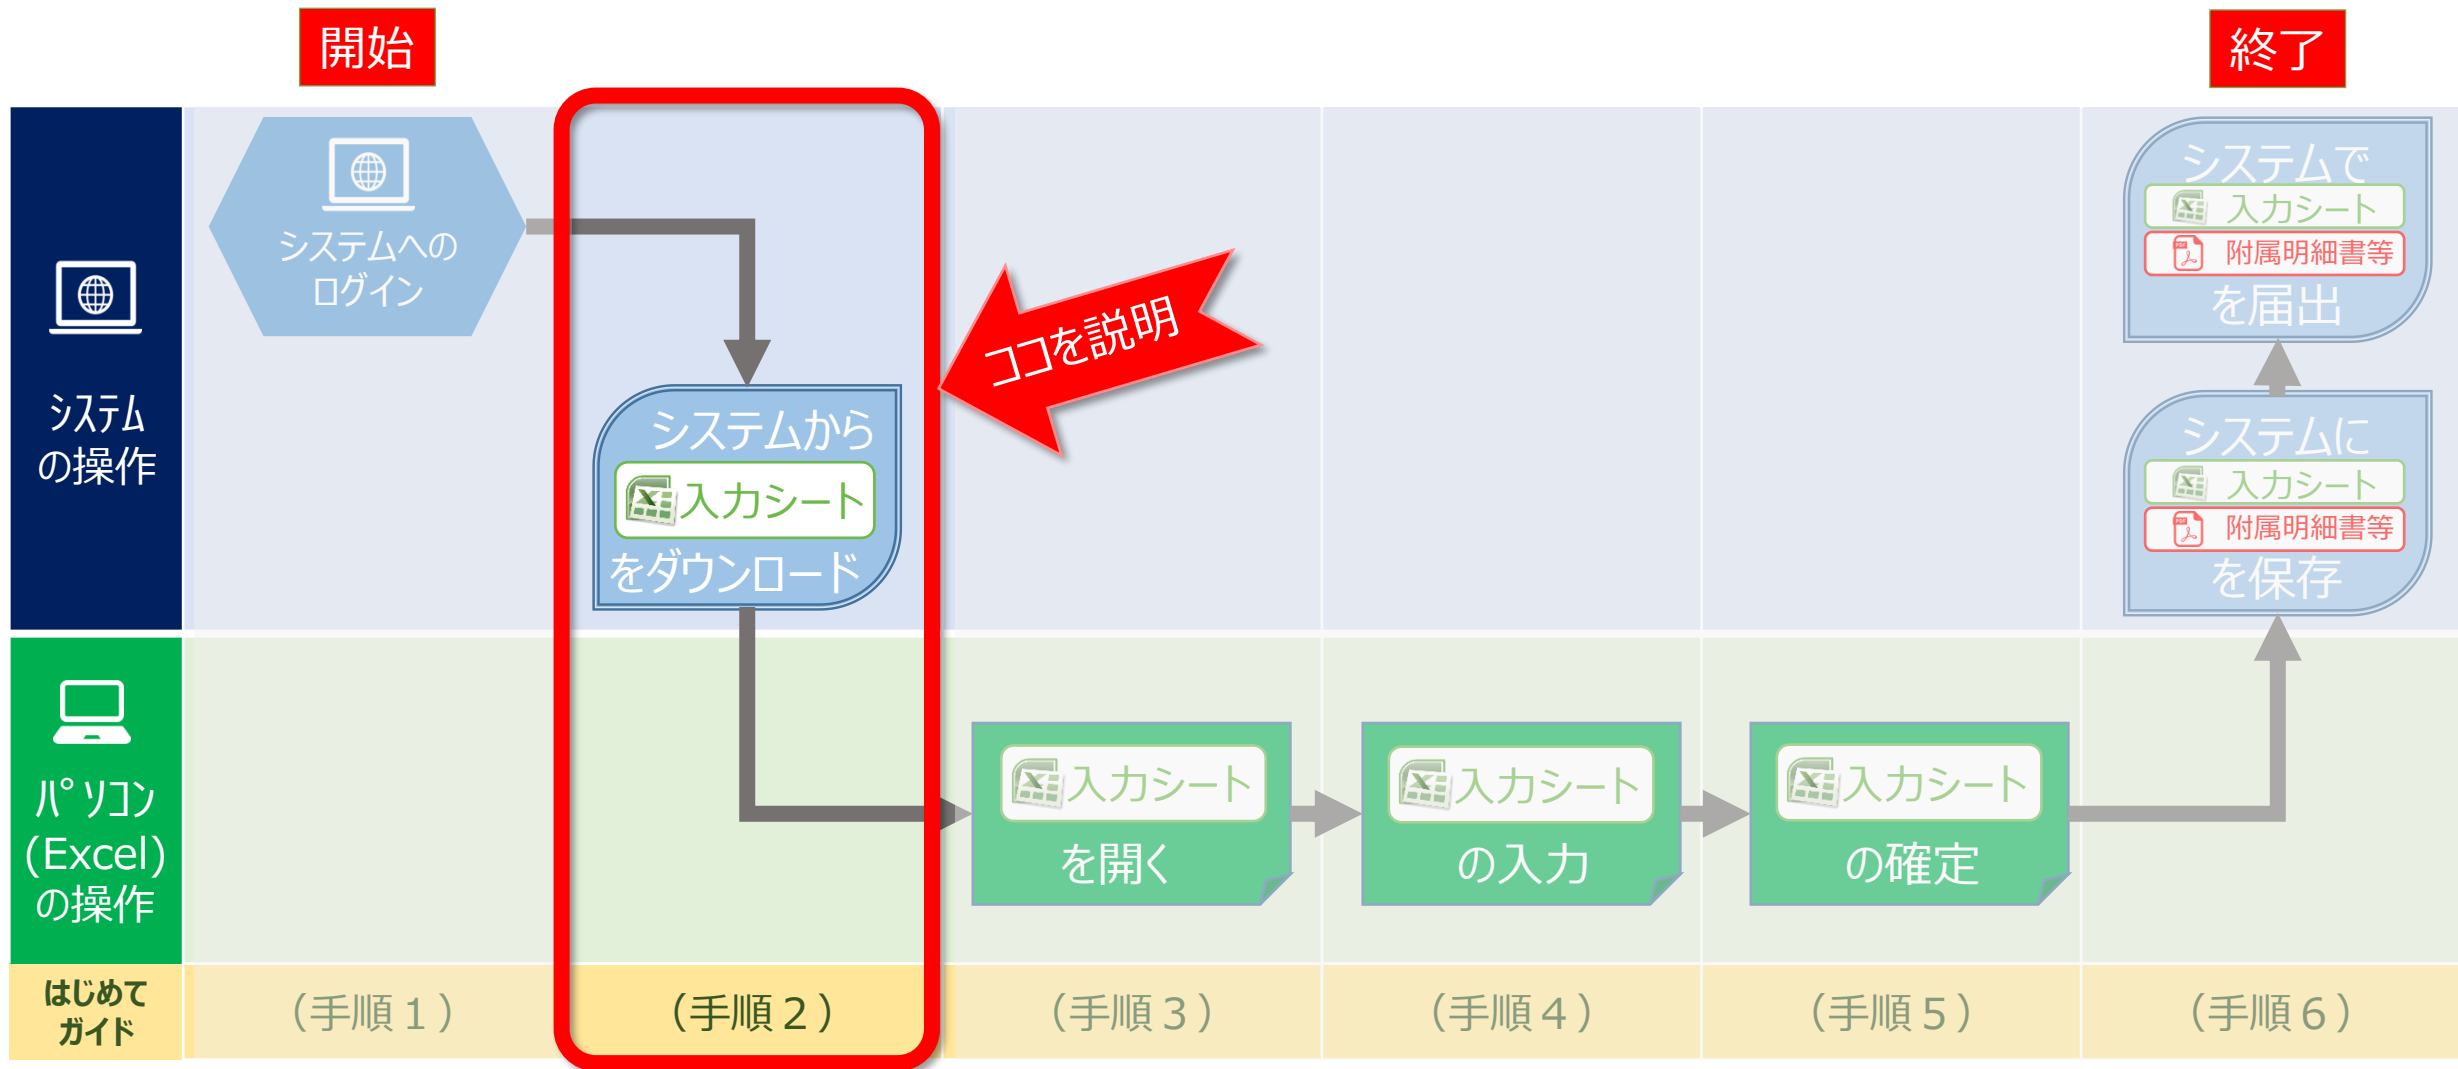 開始
終了
システムへの
ログイン
システムから
入力シート
をダウンロード
ココを説明
システムで
入力シート
附属明細書等
を届出
システムに
入力シート
附属明細書等
を保存
システム
の操作
パソコン
(Excel)
の操作
入力シート
を開く
入力シート
の入力
入力シート
の確定
はじめて
ガイド
（手順１）
（手順２）
（手順３）
（手順４）
（手順５）
（手順６）